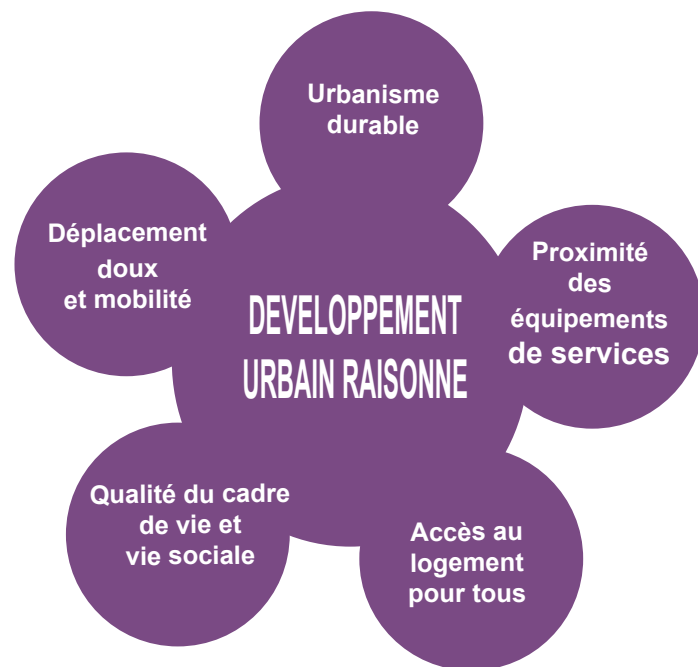 Urbanisme
durable
Déplacement
doux
et mobilité
Proximité
des
équipements
de services
DEVELOPPEMENT
URBAIN RAISONNE
Qualité du cadre
de vie et
vie sociale
Accès au
logement
pour tous